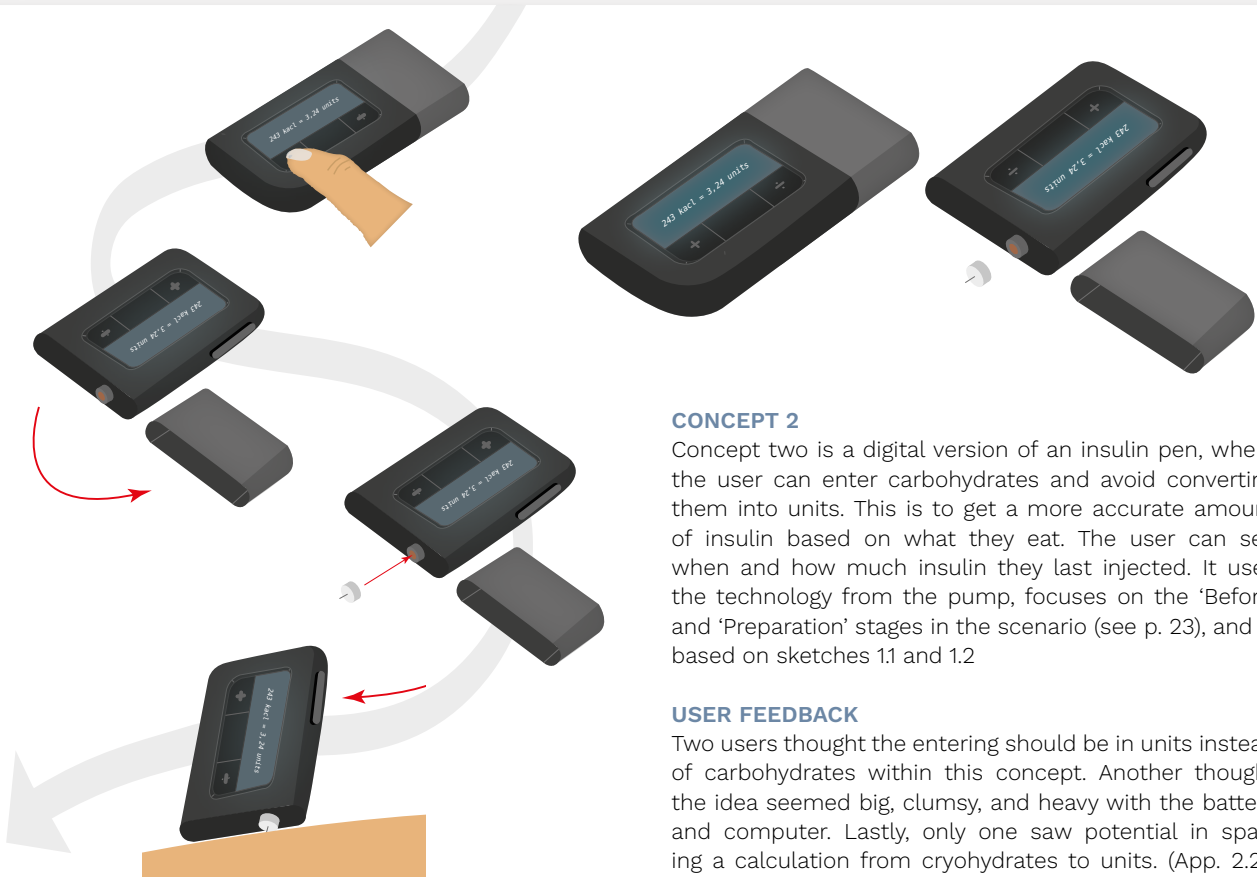 243 kacl = 3,24 units
243 kacl = 3,24 units
+
÷
243 kacl = 3,24 units
+
÷
243 kacl = 3,24 units
243 kacl = 3,24 units
243 kacl = 3,24 units
CONCEPT 2
Concept two is a digital version of an insulin pen, whe
the user can enter carbohydrates and avoid convertin
them into units. This is to get a more accurate amoun
of insulin based on what they eat. The user can se
when and how much insulin they last injected. It use
the technology from the pump, focuses on the ‘Befor
and ‘Preparation’ stages in the scenario (see p. 23), and
based on sketches 1.1 and 1.2
USER FEEDBACK
Two users thought the entering should be in units instea
of carbohydrates within this concept. Another though
the idea seemed big, clumsy, and heavy with the batte
and computer. Lastly, only one saw potential in spa
ing a calculation from cryohydrates to units. (App. 2.2